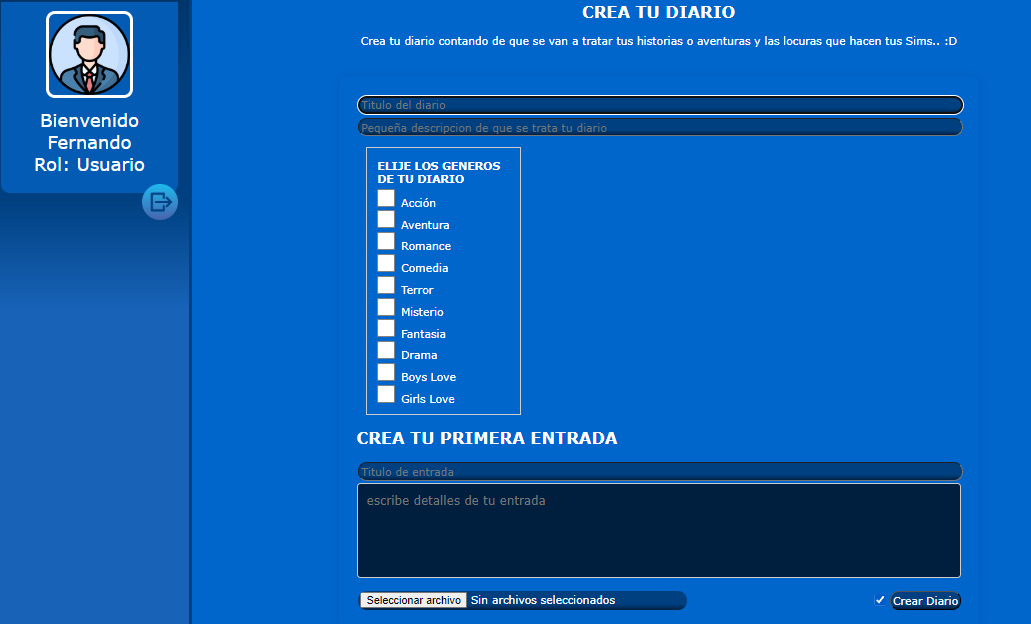 Bienvenido
Fernando
Rol: Usuario
CREA TU DIARIO
Crea tu diario contando de que se van a tratar tus historias o aventuras y las locuras que hacen tus Sims.. :D
Titulo del diario
Pequeña descripcion de que se trata tu diario
ELIJE LOS GENEROS
DE TU DIARIO
Acción
Aventura
Romance
Comedia
Terror
Misterio
Fantasia
Drama
Boys Love
Girls Love
CREA TU PRIMERA ENTRADA
Titulo de entrada
escribe detalles de tu entrada
Seleccionar archivo Sin archivos seleccionados
Crear Diario